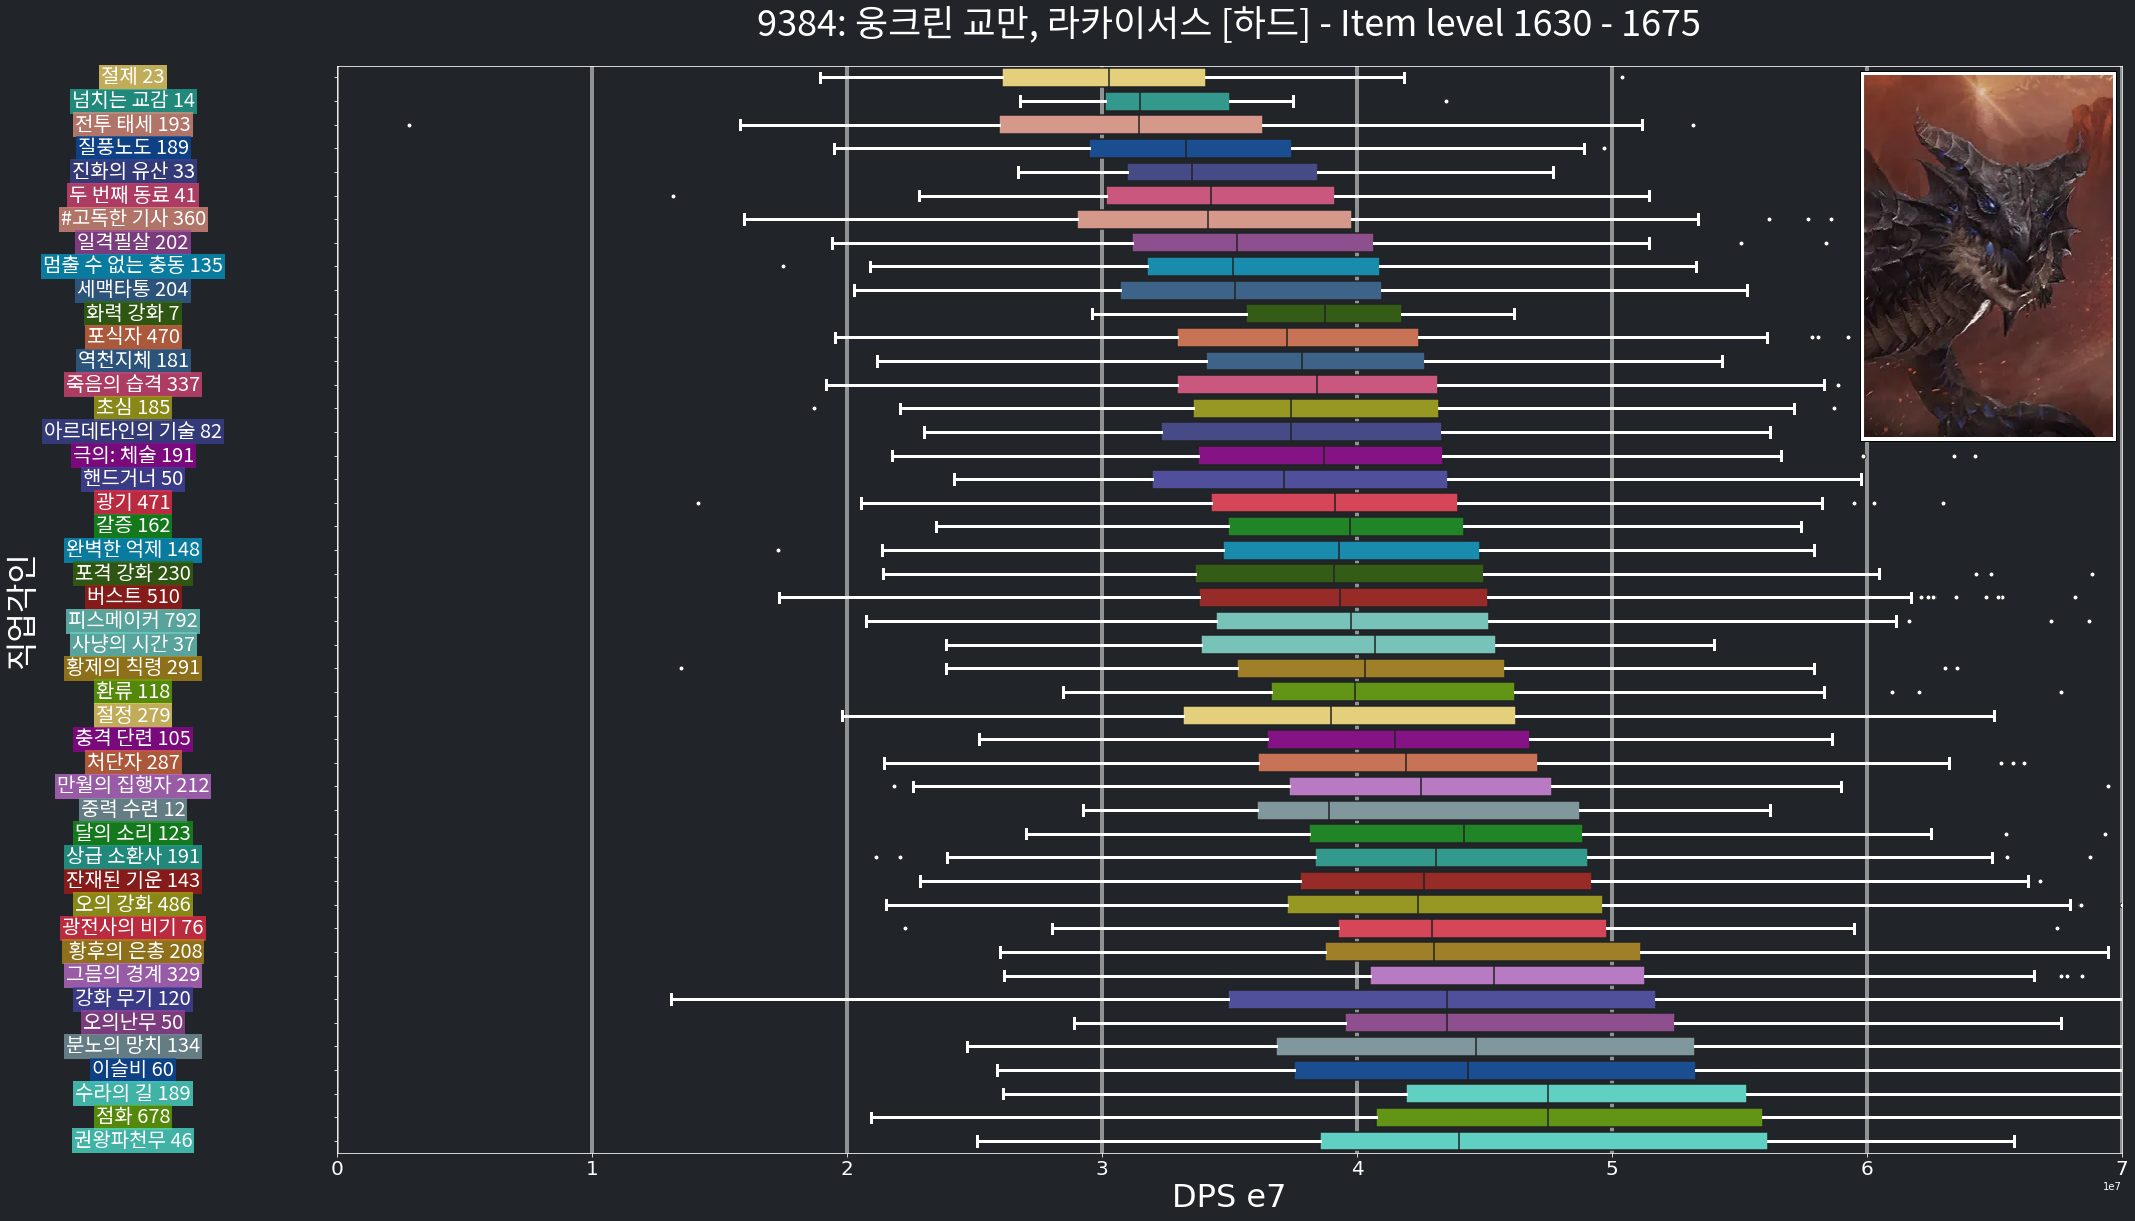 9384: 웅크린 교만, 라카이서스 [하드] - Item level 1630 - 1675
절제 23
넘치는 교감 14
전투 태세 193
질풍노도 189
진화의 유산 33
두 번째 동료 41
#고독한 기사 360
일격필살 202
멈출 수 없는 충동 135
세맥타통 204
화력 강화 7
포식자 470
역천지체 181
죽음의 습격 337
초심 185
아르데타인의 기술 82
극의: 체술 191
핸드거너 50
광기 471
갈증 162
완벽한 억제 148
포격 강화 230
버스트 510
피스메이커 792
사냥의 시간 37
황제의 칙령 291
환류 118
절정 279
충격 단련 105
처단자 287
만월의 집행자 212
중력 수련 12
달의 소리 123
상급 소환사 191
잔재된 기운 143
오의 강화 486
광전사의 비기 76
황후의 은총 208
그믐의 경계 329
강화 무기 120
오의난무 50
분노의 망치 134
이슬비 60
수라의 길 189
점화 678
권왕파천무 46
직업각인
0 1 2 3 4 5 6 7
1e7
DPS e7